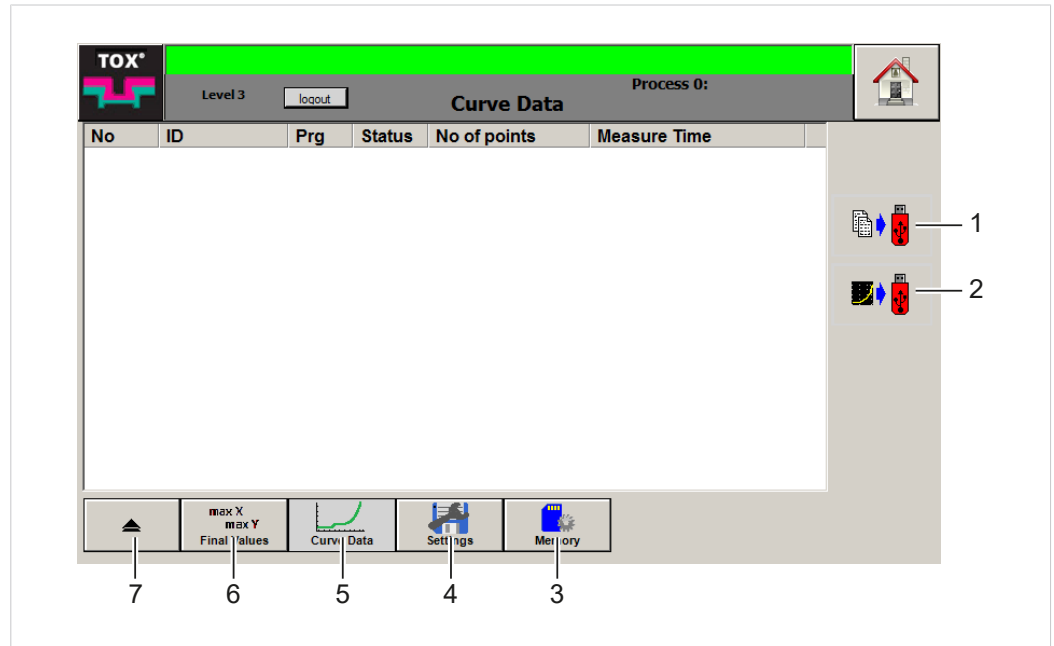 TOX®
Level 3 logout Curve Data Process 0:
No ID Prg Status No of points Measure Time
1
2
max X
max Y
Final Values Curve Data Settings Memory
7 6 5 4 3